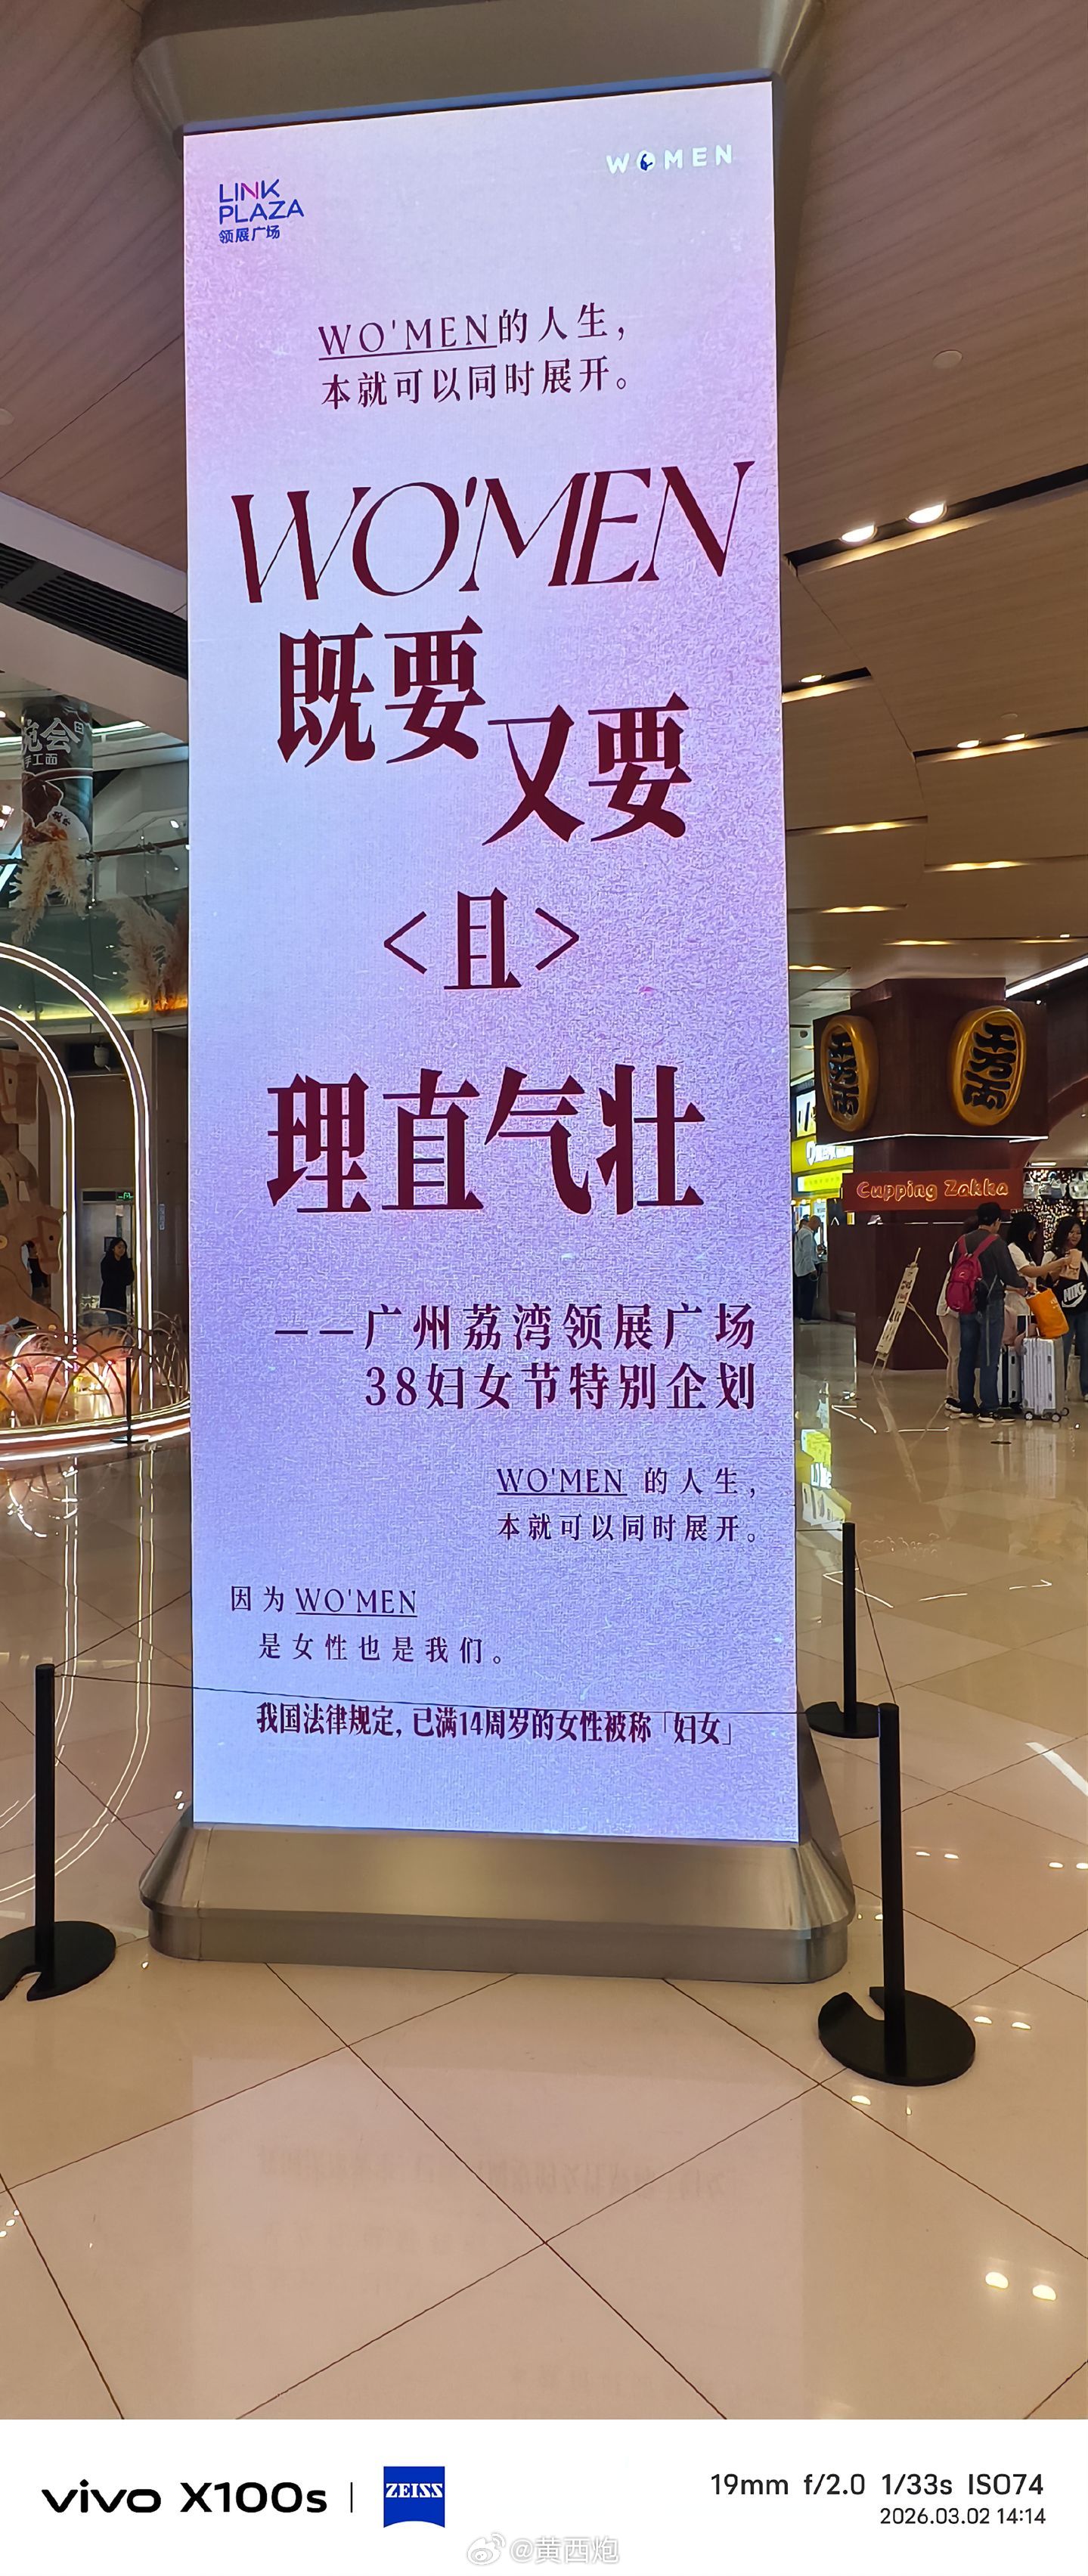 LINK
PLAZA
领展广场
WOMEN
WO'MEN的人生,
本就可以同时展开。
WO'MEN
既要
又要
<且>
理直气壮
——广州荔湾领展广场
38妇女节特别企划
WO'MEN 的人生,
本就可以同时展开。
因为WO'MEN
是女性也是我们。
我国法律规定, 已满14周岁的女性被称「妇女」
Cupping Zakka
NIKE
vivo X100s | ZEISS
19mm f/2.0 1/33s ISO74
2026.03.02 14:14
@黄西炮